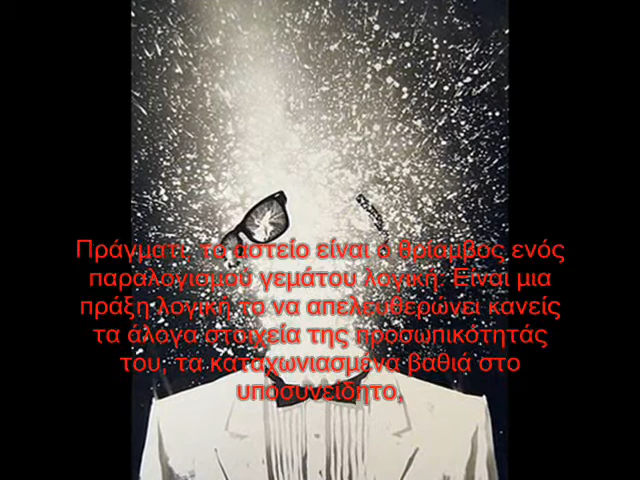 Πράγματι, το αστείο είναι ο θρίαμβος ενός
παραλογισμού γεμάτου λογική. Είναι μια
πράξη λογική το να απελευθερώνει κανείς
τα άλογα στοιχεία της προσωπικότητάς
του, τα καταχωνιασμένα βαθιά στο
υποσυνείδητο,